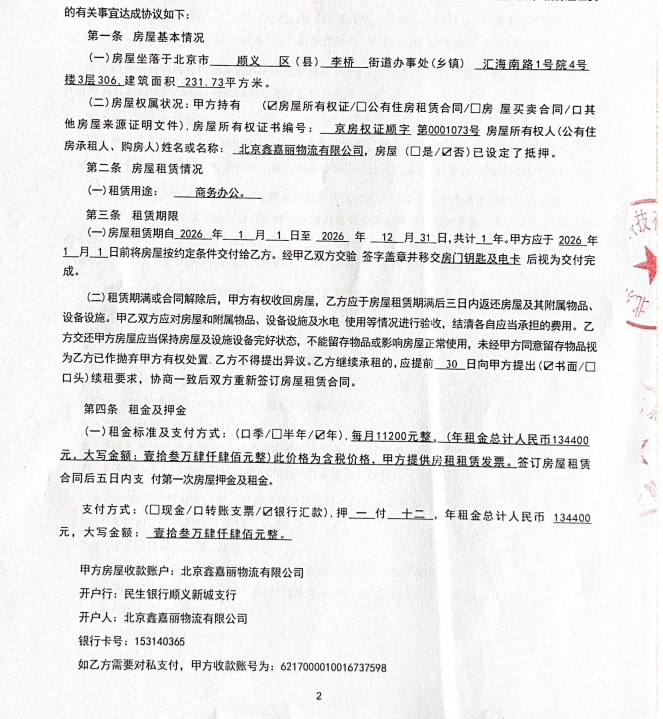 的有关事宜达成协议如下：
第一条 房屋基本情况
(一)房屋坐落于北京市 顺义 区(县) 李桥 街道办事处(乡镇) 汇海南路1号院4号
楼3层306,建筑面积 231.73平方米。
(二)房屋权属状况：甲方持有 (☑房屋所有权证/□公有住房租赁合同/□房 屋买卖合同/口其
他房屋来源证明文件),房屋所有权证书编号： 京房权证顺字 第0001073号 房屋所有权人(公有住
房承租人、购房人)姓名或名称：北京鑫嘉丽物流有限公司，房屋 (□是/☑否)已设定了抵押。
第二条 房屋租赁情况
(一)租赁用途： 商务办公。
第三条 租赁期限
(一)房屋租赁期自 2026 年 1 月 1 日至 2026 年 12 月 31 日,共计 1 年。甲方应于 2026 年
1 月 1 日前将房屋按约定条件交付给乙方。经甲乙双方交验 签字盖章并移交房门钥匙及电卡 后视为交付完
成。
(二)租赁期满或合同解除后，甲方有权收回房屋，乙方应于房屋租赁期满后三日内返还房屋及其附属物品、
设备设施。甲乙双方应对房屋和附属物品、设备设施及水电 使用等情况进行验收，结清各自应当承担的费用。乙
方交还甲方房屋应当保持房屋及设施设备完好状态，不能留存物品或影响房屋正常使用，未经甲方同意留存物品视
为乙方已作抛弃甲方有权处置.乙方不得提出异议。乙方继续承租的,应提前 30 日向甲方提出(☑书面/□
口头)续租要求，协商一致后双方重新签订房屋租赁合同。
第四条 租金及押金
(一)租金标准及支付方式：(口季/□半年/☑年),每月11200元整，(年租金总计人民币134400
元，大写金额：壹拾叁万肆仟肆佰元整)此价格为含税价格，甲方提供房租租赁发票。签订房屋租赁
合同后五日内支 付第一次房屋押金及租金。
支付方式：(□现金/口转账支票/☑银行汇款),押 一 付 十二 ，年租金总计人民币 134400
元，大写金额： 壹拾叁万肆仟肆佰元整。
甲方房屋收款账户：北京鑫嘉丽物流有限公司
开户行：民生银行顺义新城支行
开户人：北京鑫嘉丽物流有限公司
银行卡号：153140365
如乙方需要对私支付，甲方收款账号为：6217000010016737598
2